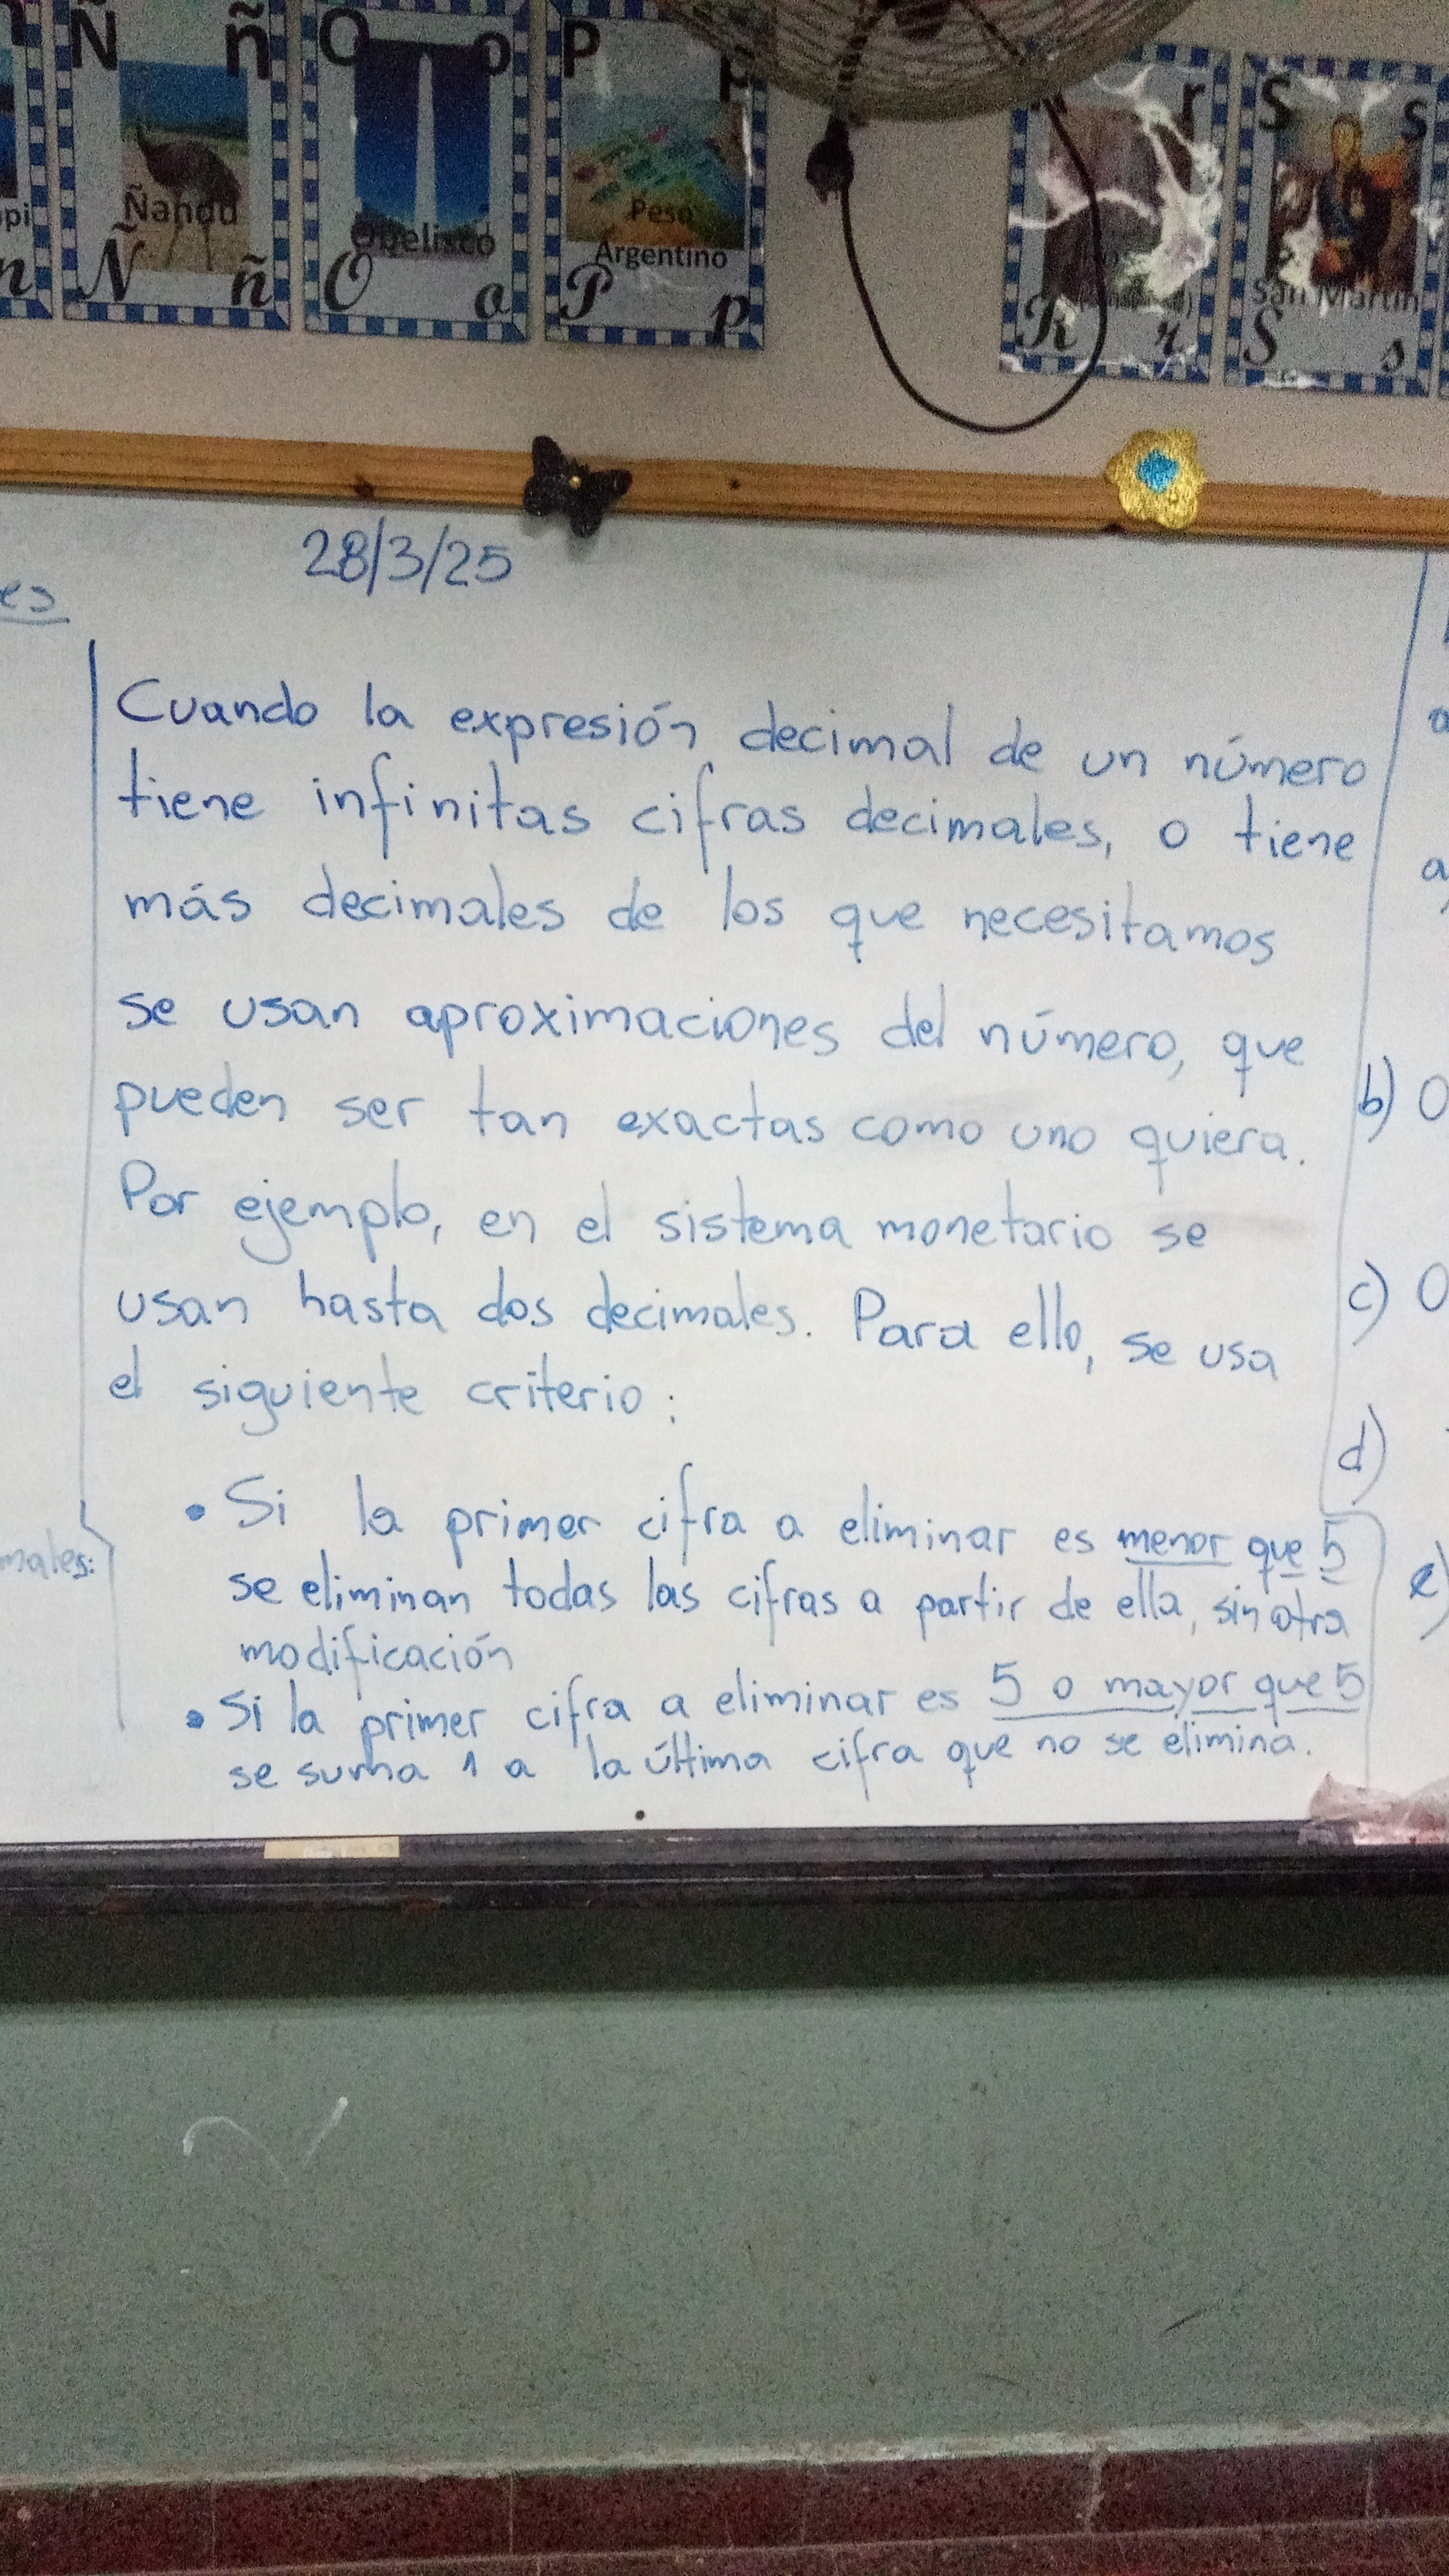 Ñ ñ
Ñandú
Ñ ñ
O o
Obelisco
O o
P p
Peso
Argentino
P p
r
R r
S s
San Martín
S s
28/3/25
es
Cuando la expresión decimal de un número
tiene infinitas cifras decimales, o tiene
más decimales de los que necesitamos
se usan aproximaciones del número, que
pueden ser tan exactas como uno quiera.
Por ejemplo, en el sistema monetario se
usan hasta dos decimales. Para ello, se usa
el siguiente criterio:
• Si la primer cifra a eliminar es menor que 5
se eliminan todas las cifras a partir de ella, sin otra
modificación
• Si la primer cifra a eliminar es 5 o mayor que 5
se suma 1 a la última cifra que no se elimina.
males:
b) 0
c) 0
d)
e)